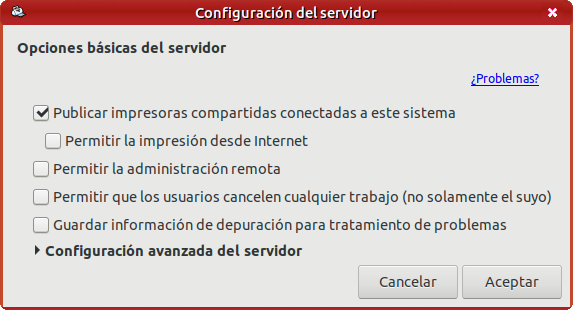 Configuración del servidor
Opciones básicas del servidor
¿Problemas?
Publicar impresoras compartidas conectadas a este sistema
Permitir la impresión desde Internet
Permitir la administración remota
Permitir que los usuarios cancelen cualquier trabajo (no solamente el suyo)
Guardar información de depuración para tratamiento de problemas
Configuración avanzada del servidor
Cancelar
Aceptar